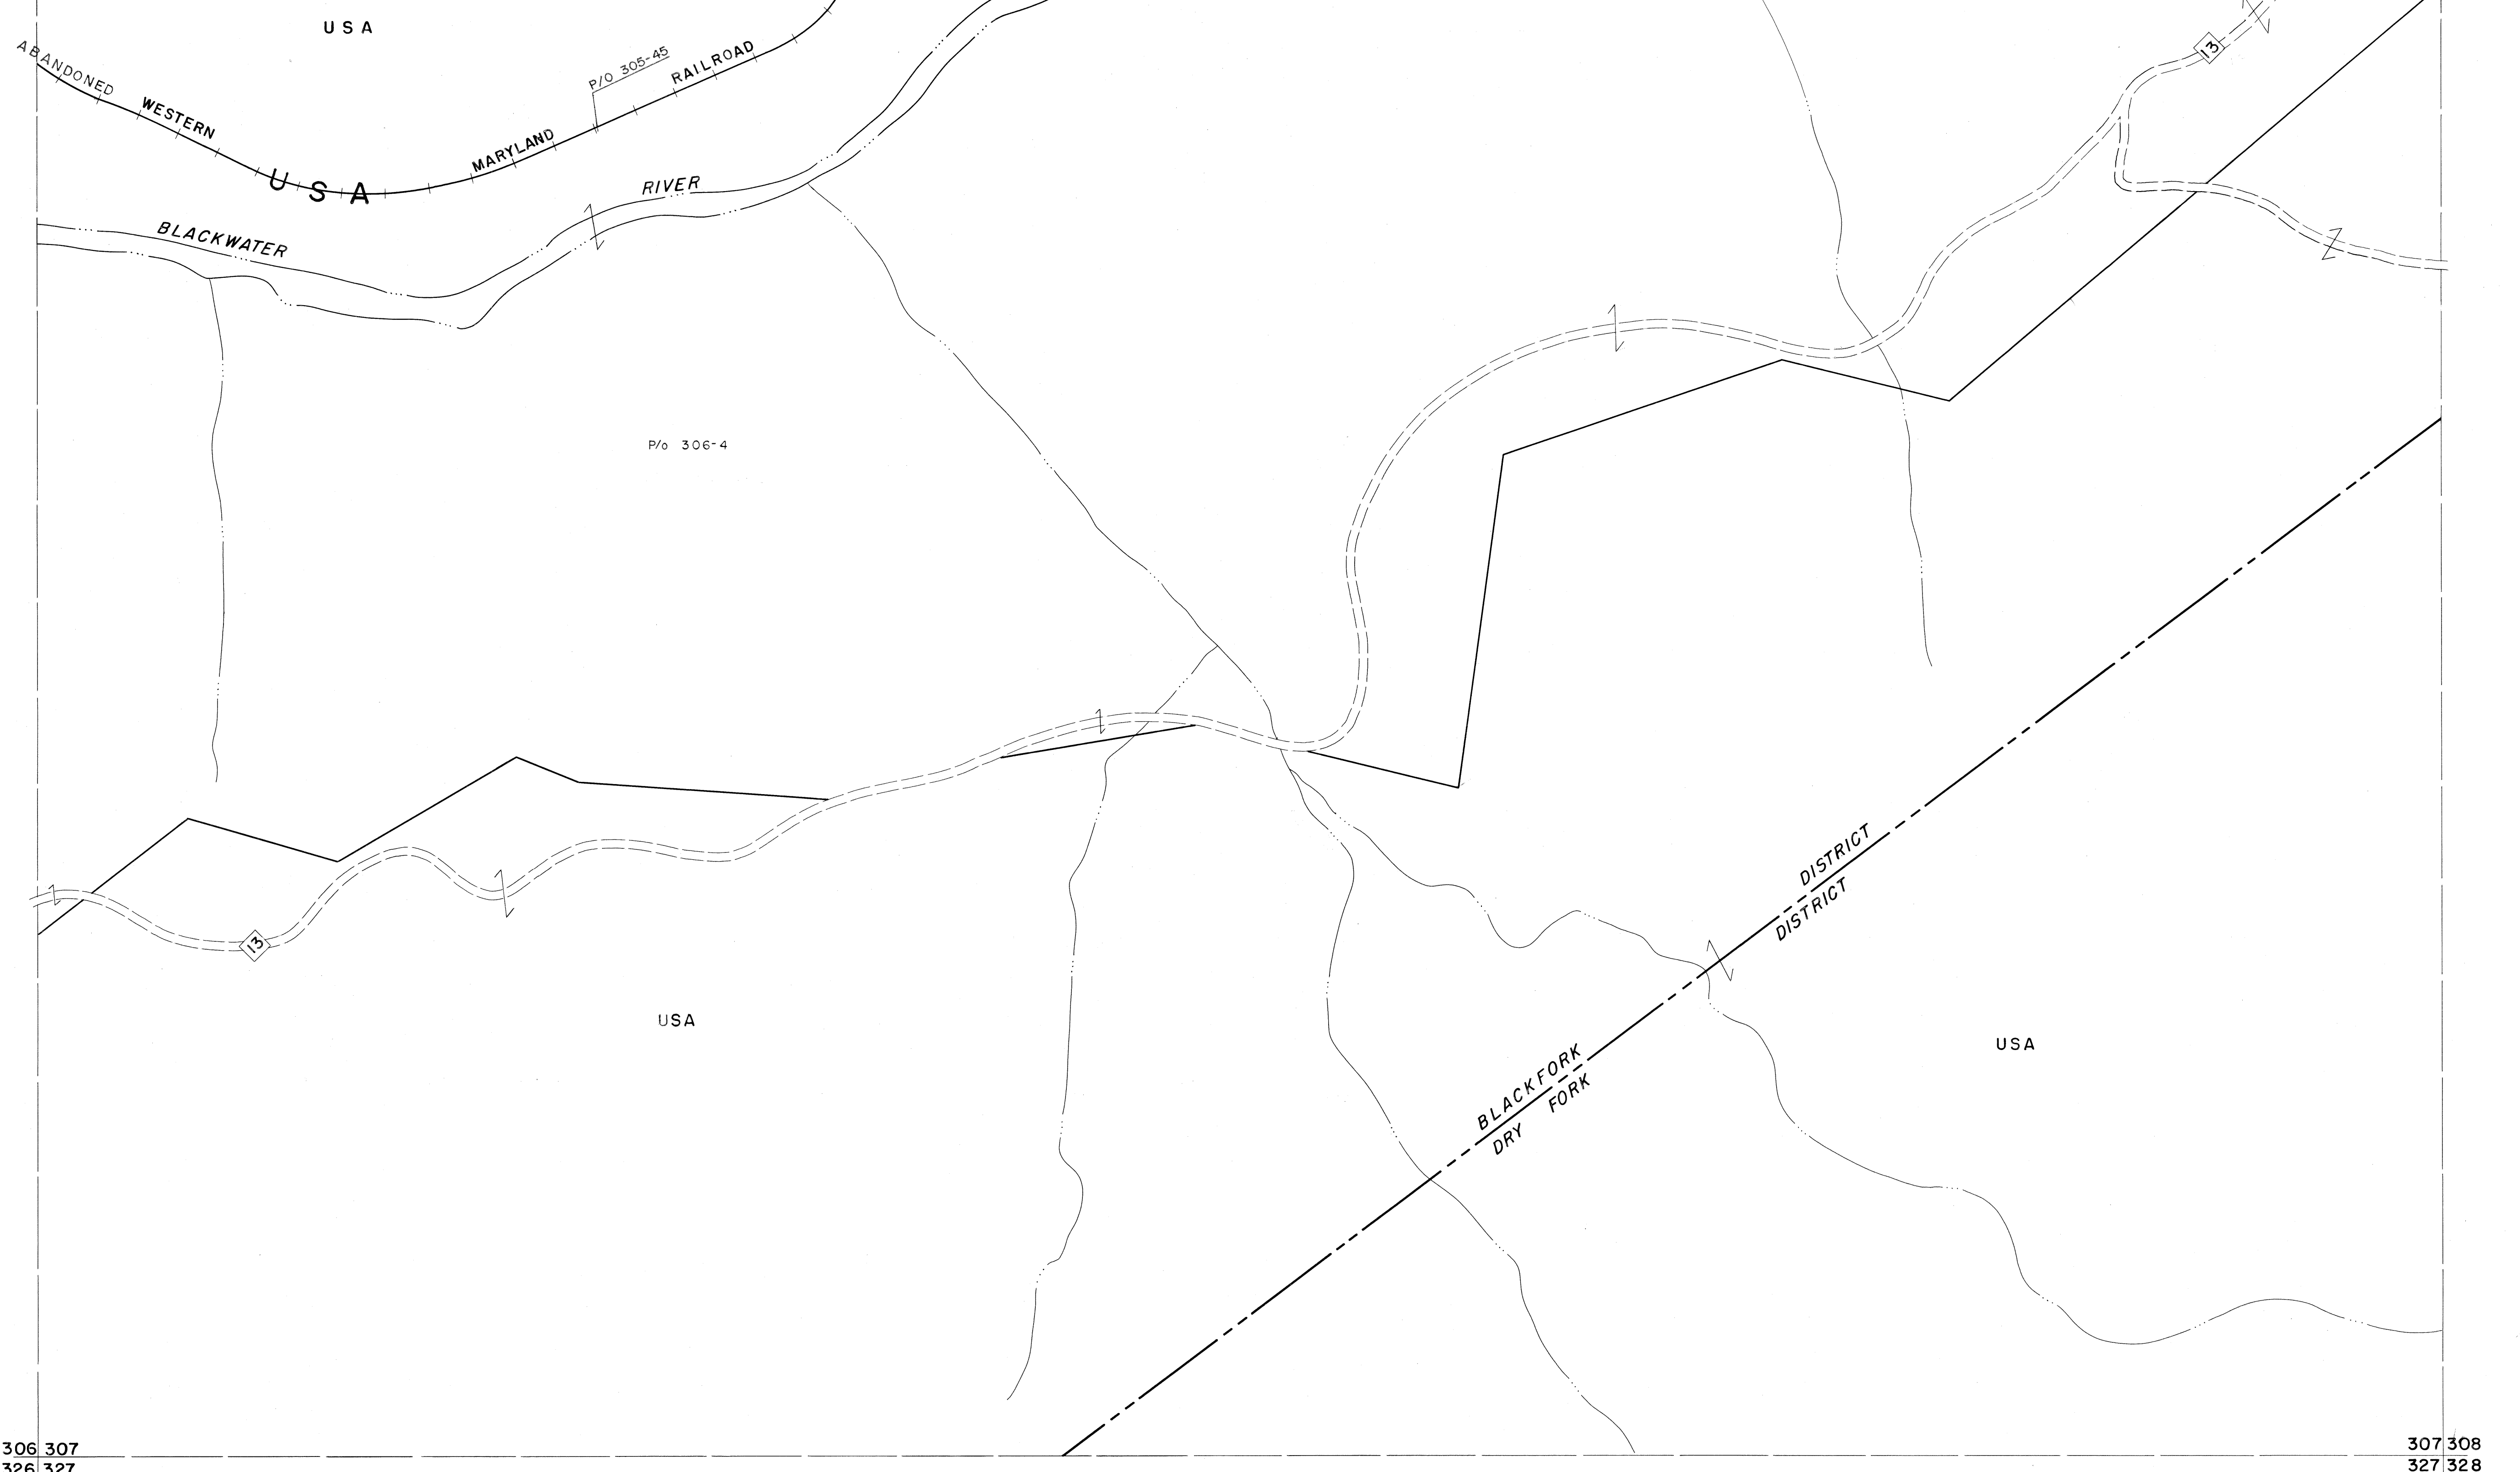 USA
13
ABANDONED WESTERN MARYLAND RAILROAD
P/O 305-45
USA
BLACKWATER RIVER
P/o 306-4
13
USA
BLACKFORK DISTRICT
DRY FORK DISTRICT
USA
306 307
326 327
307 308
327 328